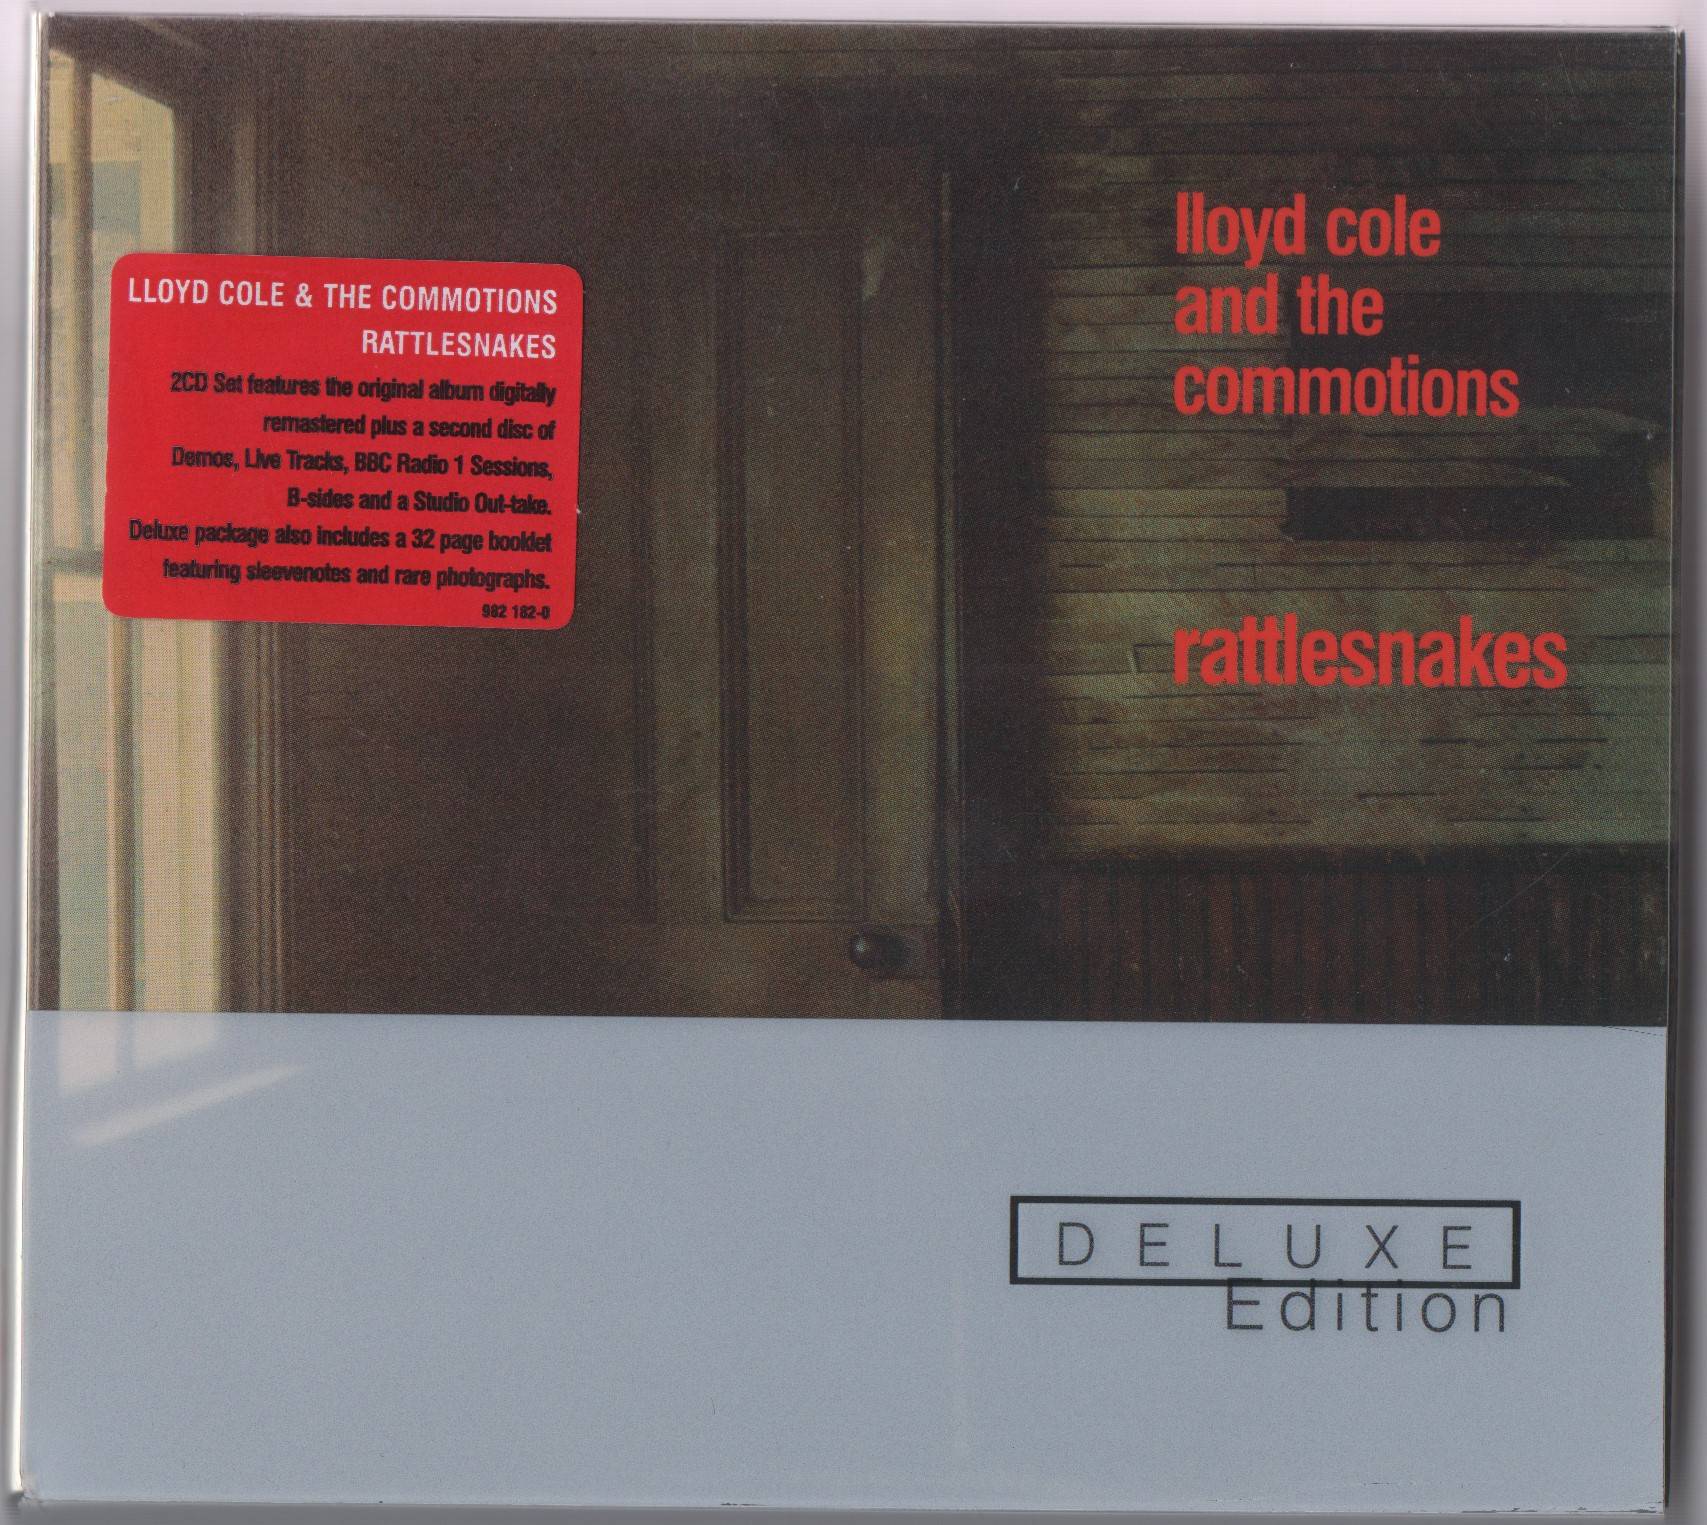 lloyd cole
and the
commotions
rattlesnakes
LLOYD COLE & THE COMMOTIONS
RATTLESNAKES
2CD Set features the original album digitally
remastered plus a second disc of
Demos, Live Tracks, BBC Radio 1 Sessions,
B-sides and a Studio Out-take.
Deluxe package also includes a 32 page booklet
featuring sleevenotes and rare photographs.
982 182-0
DELUXE
Edition